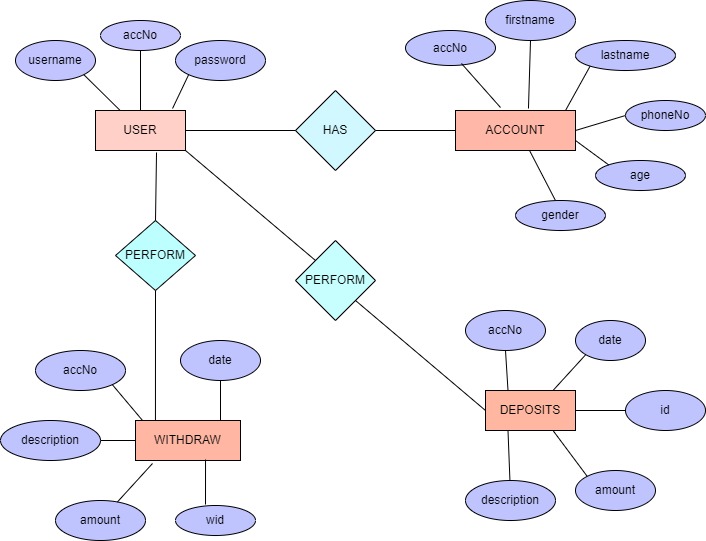 firstname
accNo
accNo
lastname
username
password
phoneNo
USER
HAS
ACCOUNT
age
gender
PERFORM
PERFORM
accNo
date
date
accNo
DEPOSITS
id
description
WITHDRAW
amount
description
amount
wid